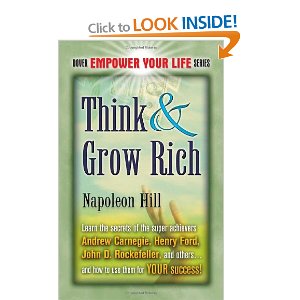 Click to LOOK INSIDE!
DOVER EMPOWER YOUR LIFE SERIES
Think &
Grow Rich
Napoleon Hill
Learn the secrets of the super achievers
Andrew Carnegie, Henry Ford,
John D. Rockefeller, and others...
and how to use them for YOUR success!